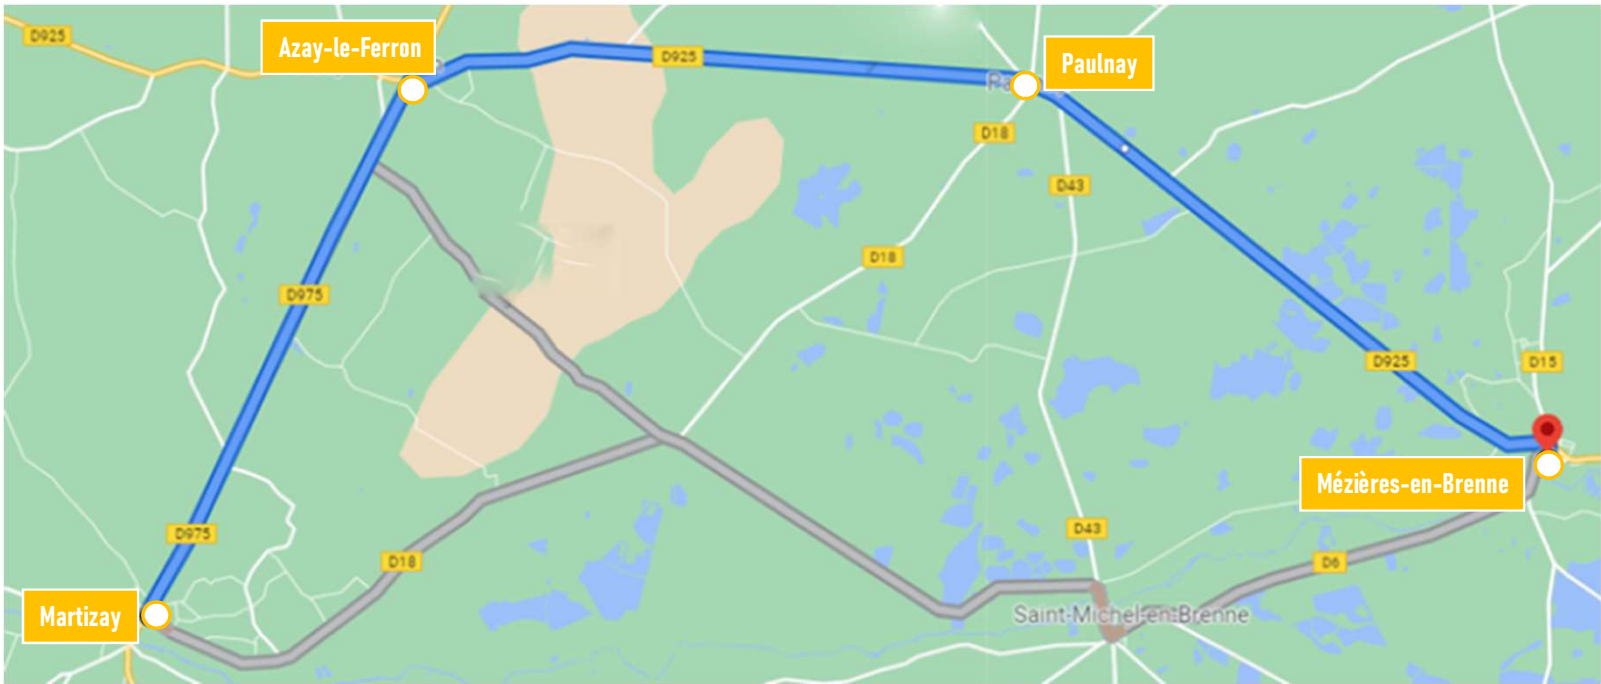 D925
Azay-le-Ferron
D925
Paulnay
D18
D43
D18
D975
D925
D15
Mézières-en-Brenne
D975
D43
D18
D6
Martizay
Saint-Michel-en-Brenne